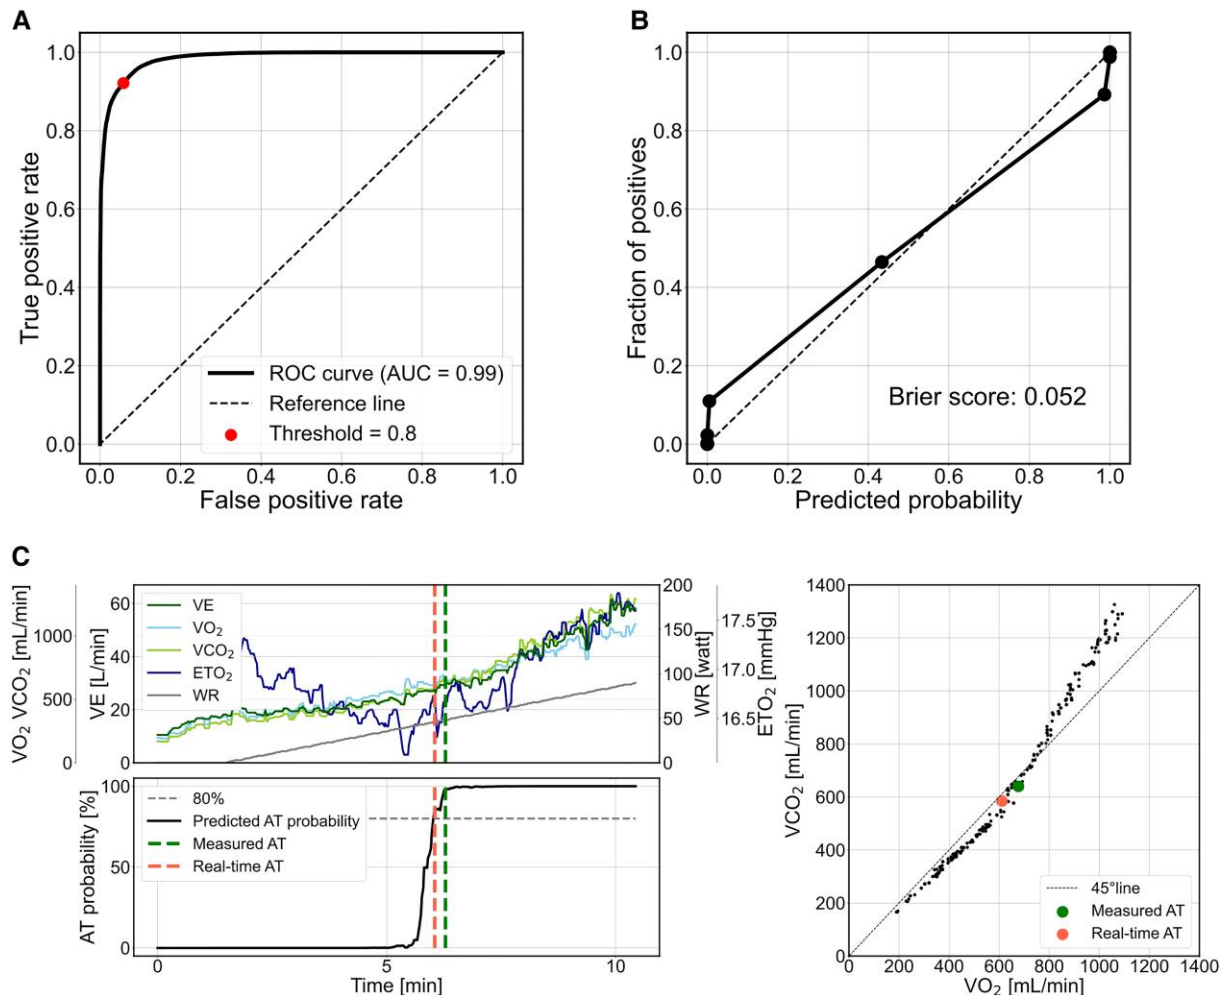 A
True positive rate
1.0
0.8
0.6
0.4
0.2
0.0
ROC curve (AUC = 0.99)
Reference line
Threshold = 0.8
0.0 0.2 0.4 0.6 0.8 1.0
False positive rate
B
Fraction of positives
1.0
0.8
0.6
0.4
0.2
0.0
Brier score: 0.052
0.0 0.2 0.4 0.6 0.8 1.0
Predicted probability
C
VO₂ VCO₂ [mL/min]
1000
500
0
VE [L/min]
60
40
20
0
VE
VO₂
VCO₂
ETO₂
WR
200
150
100
50
0
WR [watt]
17.5
17.0
16.5
ETO₂ [mmHg]
AT probability [%]
100
50
0
80%
Predicted AT probability
Measured AT
Real-time AT
0 5 10
Time [min]
VCO₂ [mL/min]
1400
1200
1000
800
600
400
200
0
45°line
Measured AT
Real-time AT
0 200 400 600 800 1000 1200 1400
VO₂ [mL/min]